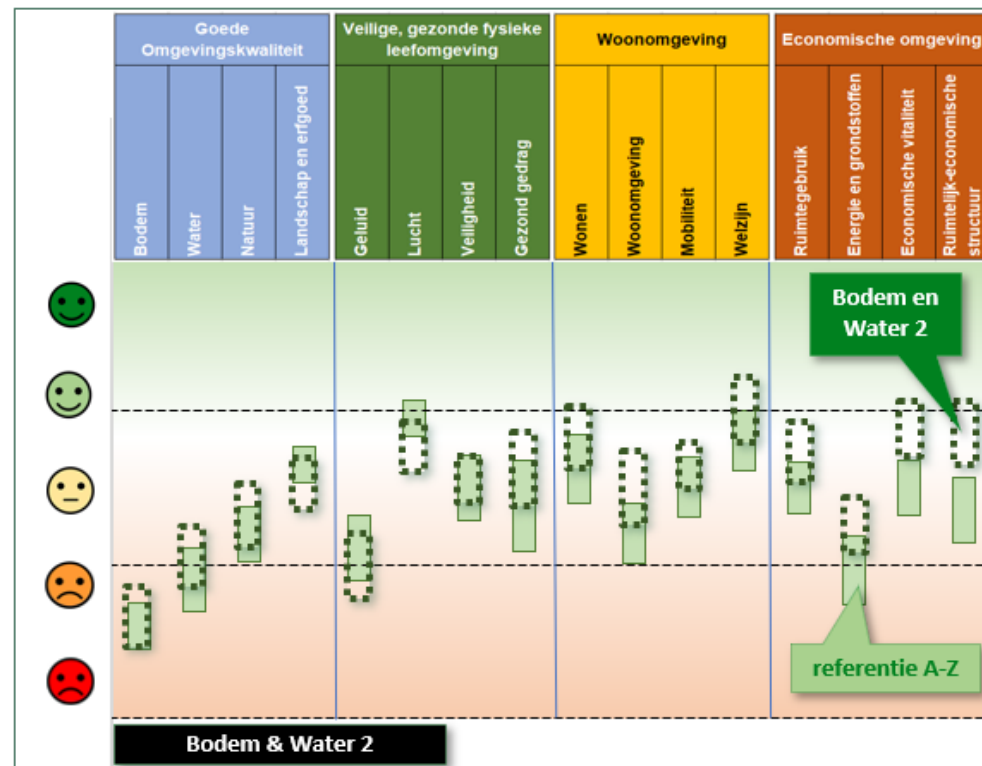 Goede
Omgevingskwaliteit
Veilige, gezonde fysieke
leefomgeving
Woonomgeving
Economische omgeving
Bodem
Water
Natuur
Landschap en erfgoed
Geluid
Lucht
Veiligheid
Gezond gedrag
Wonen
Woonomgeving
Mobiliteit
Welzijn
Ruimtegebruik
Energie en grondstoffen
Economische vitaliteit
Ruimtelijk-economische
structuur
Bodem en
Water 2
referentie A-Z
Bodem & Water 2